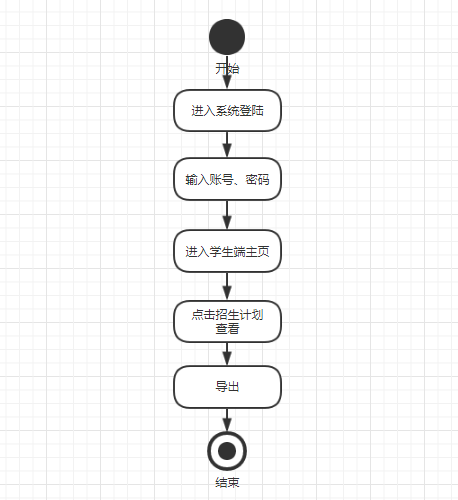 开始
进入系统登陆
输入账号、密码
进入学生端主页
点击招生计划
查看
导出
结束